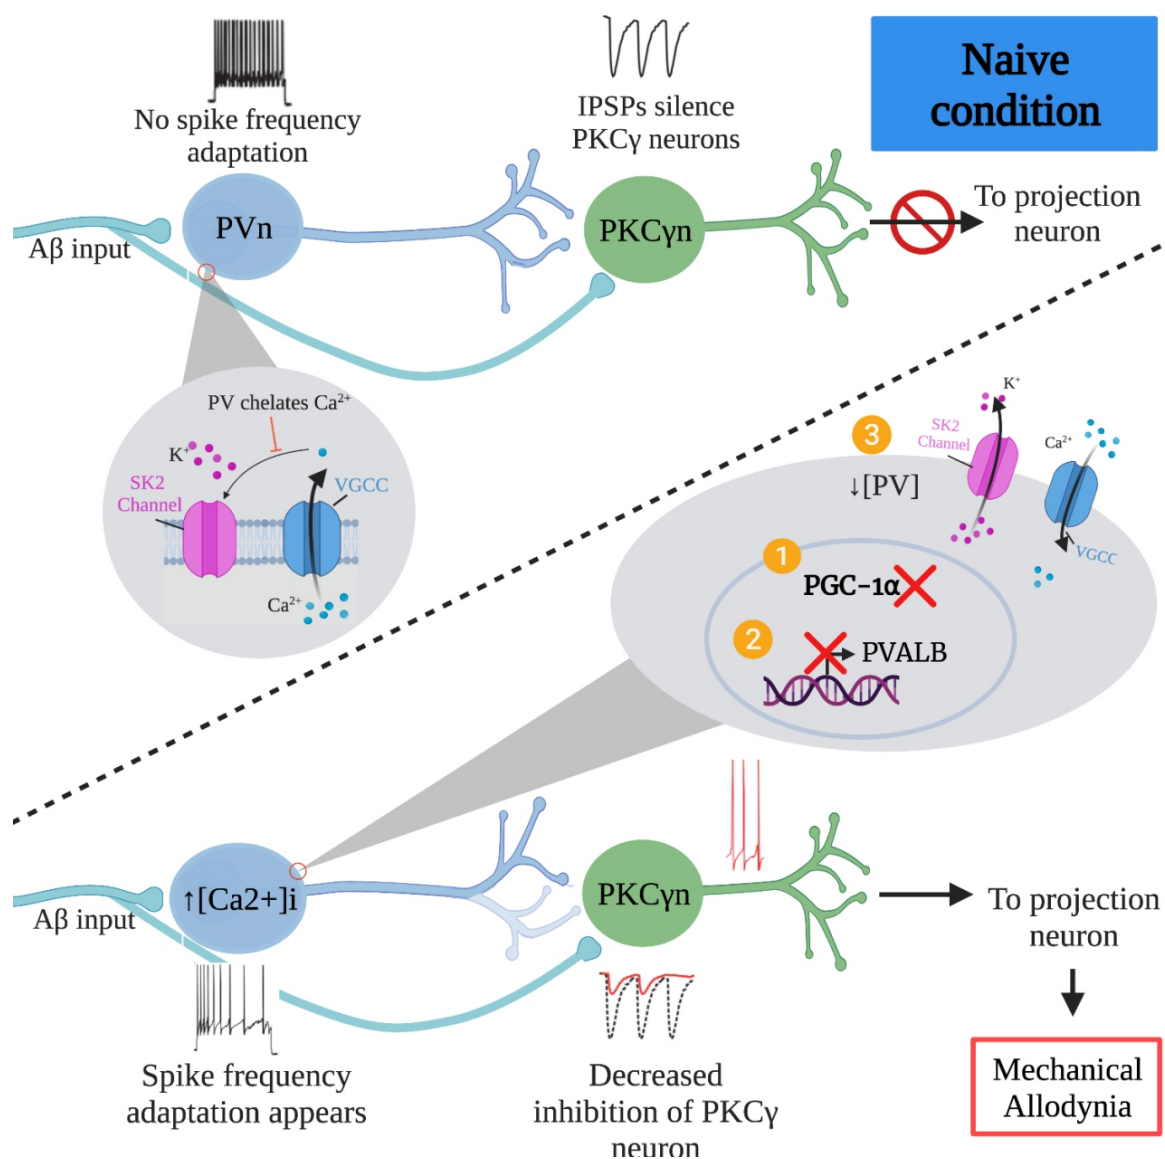 No spike frequency
adaptation
IPSPs silence
PKCγ neurons
Naive
condition
Aβ input
PVn
PKCγn
To projection
neuron
PV chelates Ca²⁺
K⁺
SK2
Channel
VGCC
Ca²⁺
3
↓[PV]
SK2
Channel
K⁺
Ca²⁺
VGCC
1
PGC-1α
2
PVALB
Aβ input
↑[Ca2+]i
PKCγn
To projection
neuron
Spike frequency
adaptation appears
Decreased
inhibition of PKCγ
neuron
Mechanical
Allodynia